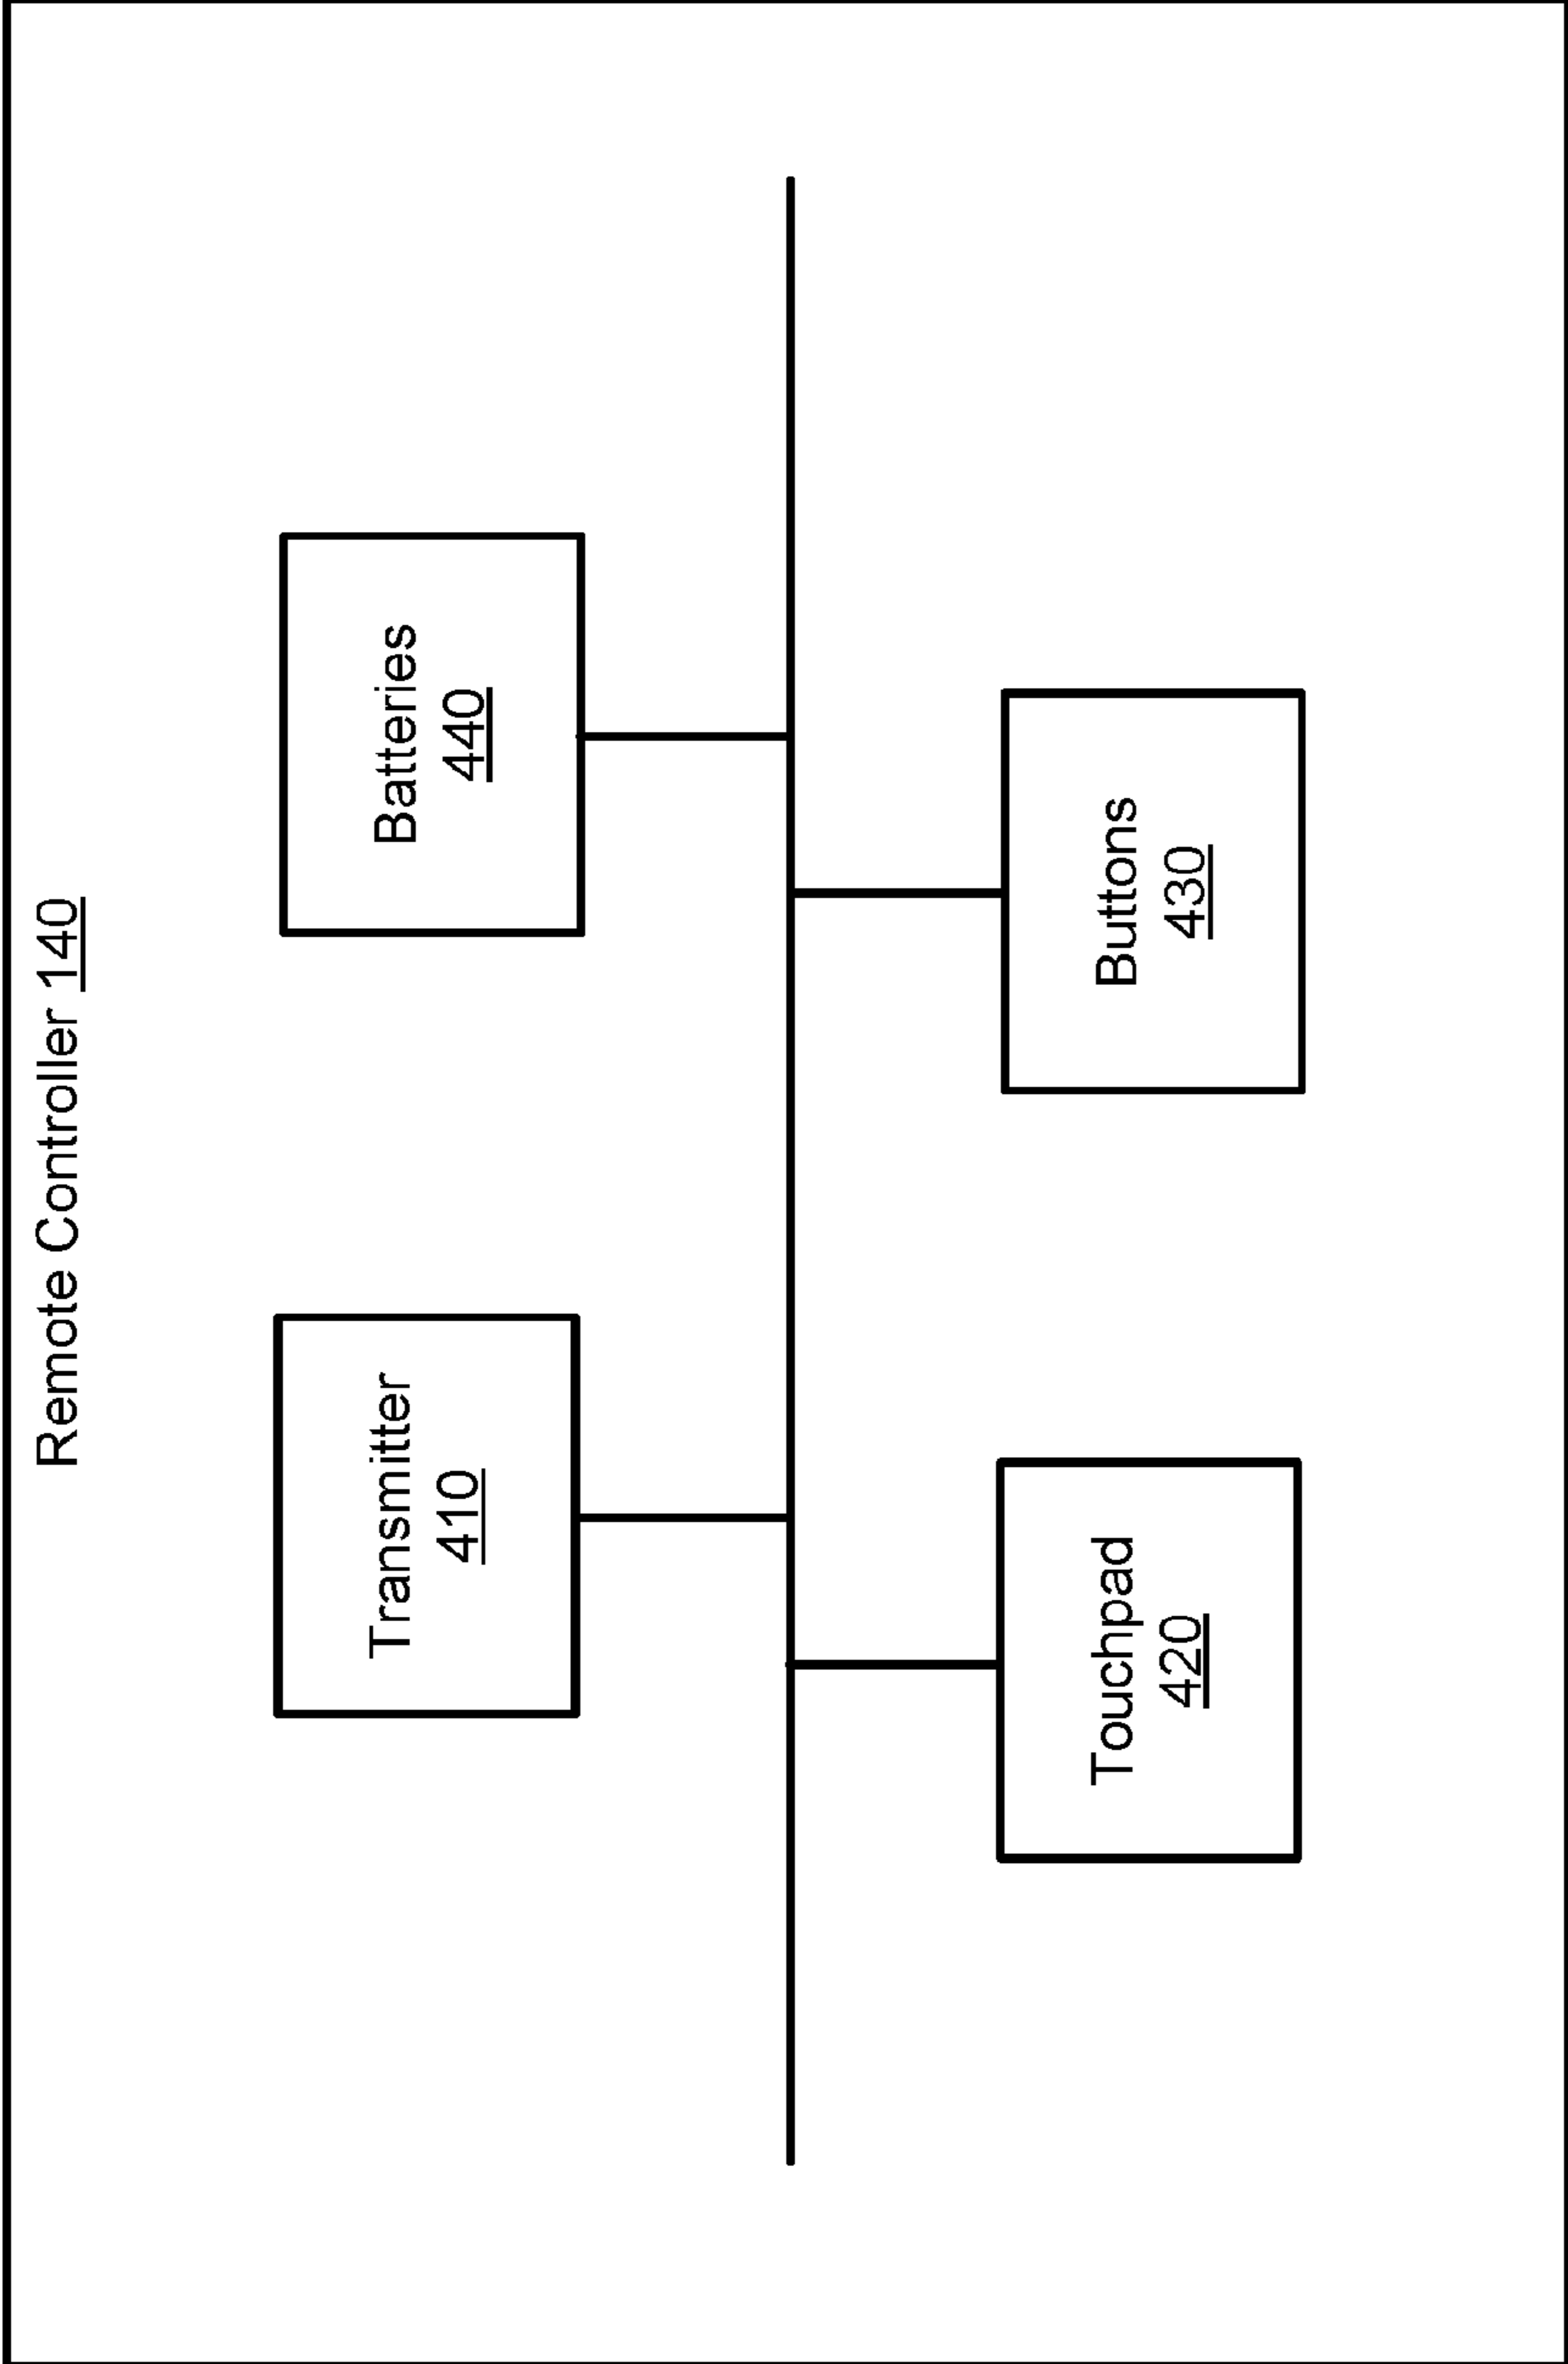 Remote Controller 140
Transmitter
410
Batteries
440
Touchpad
420
Buttons
430